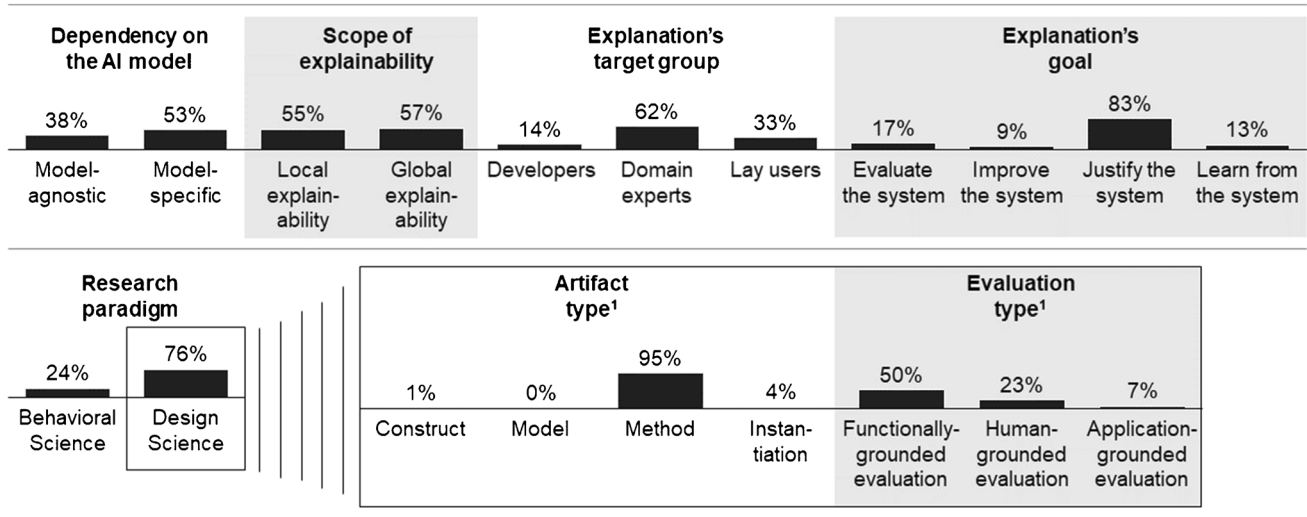 Dependency on
the AI model
Scope of
explainability
Explanation's
target group
Explanation's
goal
38%
53%
55%
57%
14%
62%
33%
17%
9%
83%
13%
Model-
agnostic
Model-
specific
Local
explain-
ability
Global
explain-
ability
Developers
Domain
experts
Lay users
Evaluate
the system
Improve
the system
Justify the
system
Learn from
the system
Research
paradigm
24%
76%
Behavioral
Science
Design
Science
Artifact
type¹
1%
0%
95%
4%
Construct
Model
Method
Instan-
tiation
Evaluation
type¹
50%
23%
7%
Functionally-
grounded
evaluation
Human-
grounded
evaluation
Application-
grounded
evaluation